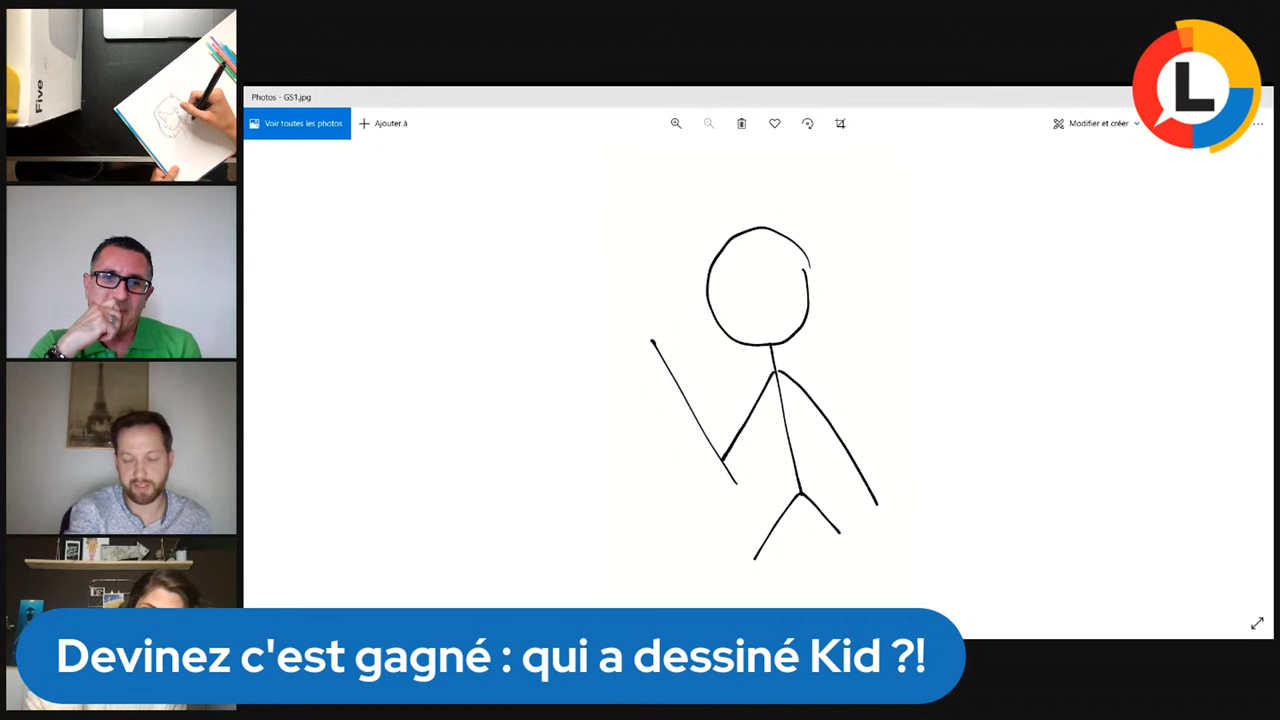 Five
Photos - GS1.jpg
Voir toutes les photos
Ajouter à
Modifier et créer
L
Devinez c'est gagné : qui a dessiné Kid ?!